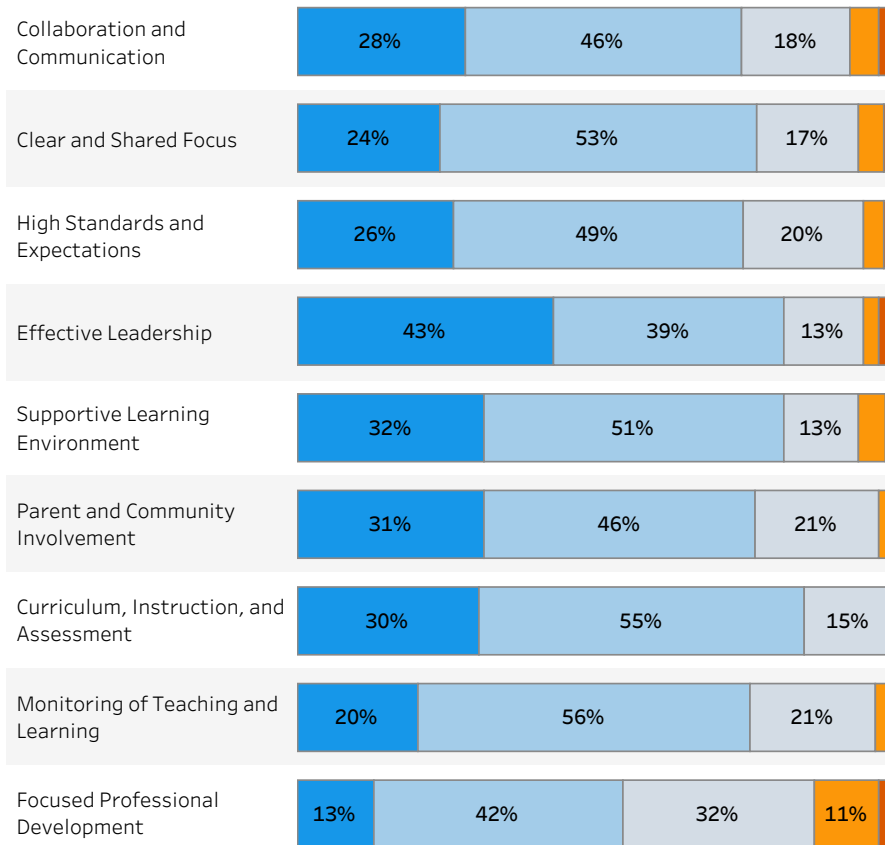 Collaboration and
Communication
28% 46% 18%
Clear and Shared Focus
24% 53% 17%
High Standards and
Expectations
26% 49% 20%
Effective Leadership
43% 39% 13%
Supportive Learning
Environment
32% 51% 13%
Parent and Community
Involvement
31% 46% 21%
Curriculum, Instruction, and
Assessment
30% 55% 15%
Monitoring of Teaching and
Learning
20% 56% 21%
Focused Professional
Development
13% 42% 32% 11%